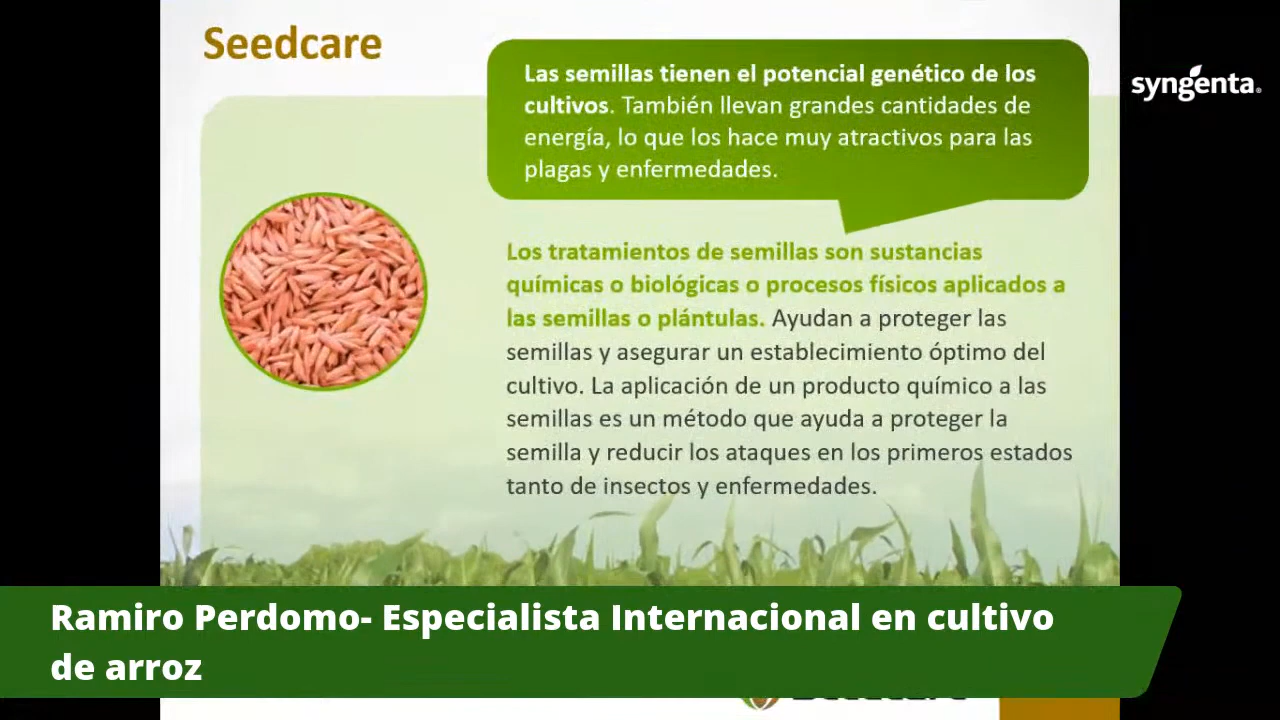 Seedcare
Las semillas tienen el potencial genético de los
cultivos. También llevan grandes cantidades de
energía, lo que los hace muy atractivos para las
plagas y enfermedades.
syngenta®
Los tratamientos de semillas son sustancias
químicas o biológicas o procesos físicos aplicados a
las semillas o plántulas. Ayudan a proteger las
semillas y asegurar un establecimiento óptimo del
cultivo. La aplicación de un producto químico a las
semillas es un método que ayuda a proteger la
semilla y reducir los ataques en los primeros estados
tanto de insectos y enfermedades.
Ramiro Perdomo- Especialista Internacional en cultivo
de arroz